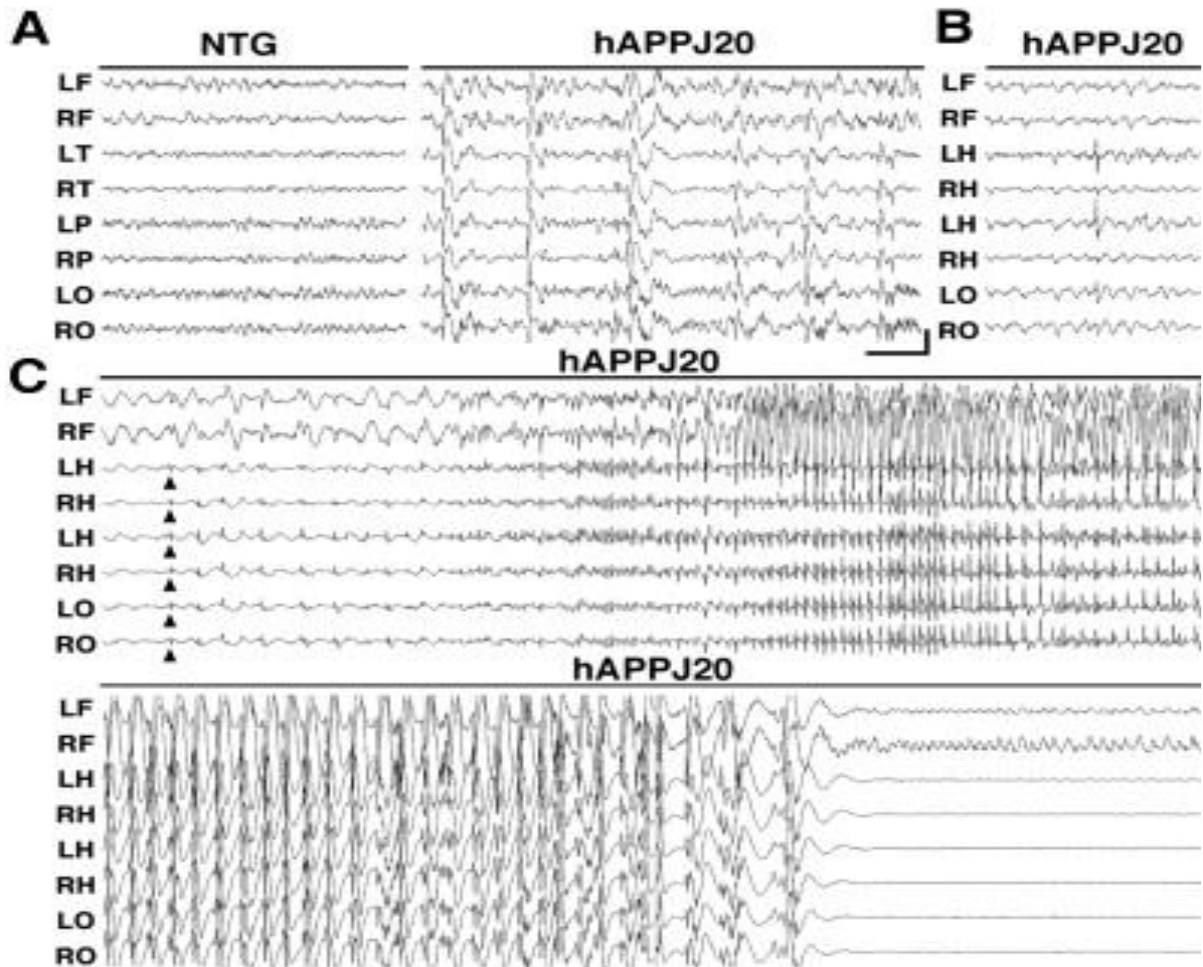 A NTG hAPPJ20 B hAPPJ20
LF LF
RF RF
LT LH
RT RH
LP LH
RP RH
LO LO
RO RO
C hAPPJ20
LF
RF
LH
RH
LH
RH
LO
RO
hAPPJ20
LF
RF
LH
RH
LH
RH
LO
RO